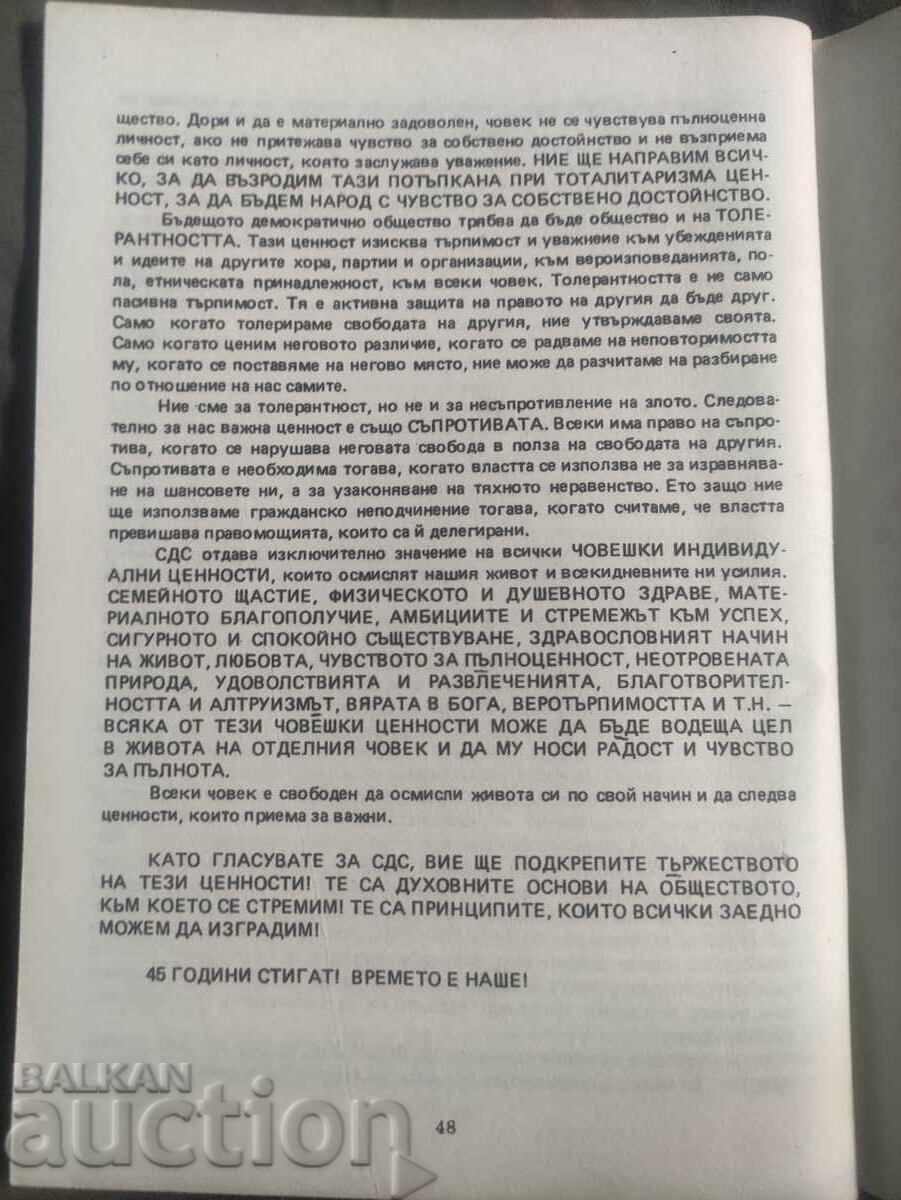 щество. Дори и да е материално задоволен, човек не се чувствува пълноценна
личност, ако не притежава чувство за собствено достойнство и не възприема
себе си като личност, която заслужава уважение. НИЕ ЩЕ НАПРАВИМ ВСИЧ-
КО, ЗА ДА ВЪЗРОДИМ ТАЗИ ПОТЪПКАНА ПРИ ТОТАЛИТАРИЗМА ЦЕН-
НОСТ, ЗА ДА БЪДЕМ НАРОД С ЧУВСТВО ЗА СОБСТВЕНО ДОСТОЙНСТВО.
Бъдещото демократично общество трябва да бъде общество и на ТОЛЕ-
РАНТНОСТТА. Тази ценност изисква търпимост и уважнеие към убежденията
и идеите на другите хора, партии и организации, към вероизповеданията, по-
ла, етническата принадлежност, към всеки човек. Толерантността е не само
пасивна търпимост. Тя е активна защита на правото на другия да бъде друг.
Само когато толерираме свободата на другия, ние утвърждаваме своята.
Само когато ценим неговото различие, когато се радваме на неповторимостта
му, когато се поставяме на негово място, ние може да разчитаме на разбиране
по отношение на нас самите.
Ние сме за толерантност, но не и за несъпротивление на злото. Следова-
телно за нас важна ценност е също СЪПРОТИВАТА. Всеки има право на съпро-
тива, когато се нарушава неговата свобода в полза на свободата на другия.
Съпротивата е необходима тогава, когато властта се използва не за изравнява-
не на шансовете ни, а за узаконяване на тяхното неравенство. Ето защо ние
ще използваме гражданско неподчинение тогава, когато считаме, че властта
превишава правомощията, които са й делегирани.
СДС отдава изключително значение на всички ЧОВЕШКИ ИНДИВИДУ-
АЛНИ ЦЕННОСТИ, които осмислят нашия живот и всекидневните ни усилия.
СЕМЕЙНОТО ЩАСТИЕ, ФИЗИЧЕСКОТО И ДУШЕВНОТО ЗДРАВЕ, МАТЕ-
РИАЛНОТО БЛАГОПОЛУЧИЕ, АМБИЦИИТЕ И СТРЕМЕЖЪТ КЪМ УСПЕХ,
СИГУРНОТО И СПОКОЙНО СЪЩЕСТВУВАНЕ, ЗДРАВОСЛОВНИЯТ НАЧИН
НА ЖИВОТ, ЛЮБОВТА, ЧУВСТВОТО ЗА ПЪЛНОЦЕННОСТ, НЕОТРОВЕНАТА
ПРИРОДА, УДОВОЛСТВИЯТА И РАЗВЛЕЧЕНИЯТА, БЛАГОТВОРИТЕЛ-
НОСТТА И АЛТРУИЗМЪТ, ВЯРАТА В БОГА, ВЕРОТЪРПИМОСТТА И Т.Н. –
ВСЯКА ОТ ТЕЗИ ЧОВЕШКИ ЦЕННОСТИ МОЖЕ ДА БЪДЕ ВОДЕЩА ЦЕЛ
В ЖИВОТА НА ОТДЕЛНИЯ ЧОВЕК И ДА МУ НОСИ РАДОСТ И ЧУВСТВО
ЗА ПЪЛНОТА.
Всеки човек е свободен да осмисли живота си по свой начин и да следва
ценности, които приема за важни.
КАТО ГЛАСУВАТЕ ЗА СДС, ВИЕ ЩЕ ПОДКРЕПИТЕ ТЪРЖЕСТВОТО
НА ТЕЗИ ЦЕННОСТИ! ТЕ СА ДУХОВНИТЕ ОСНОВИ НА ОБЩЕСТВОТО,
КЪМ КОЕТО СЕ СТРЕМИМ! ТЕ СА ПРИНЦИПИТЕ, КОИТО ВСИЧКИ ЗАЕДНО
МОЖЕМ ДА ИЗГРАДИМ!
45 ГОДИНИ СТИГАТ! ВРЕМЕТО Е НАШЕ!
BALKAN
auction
48